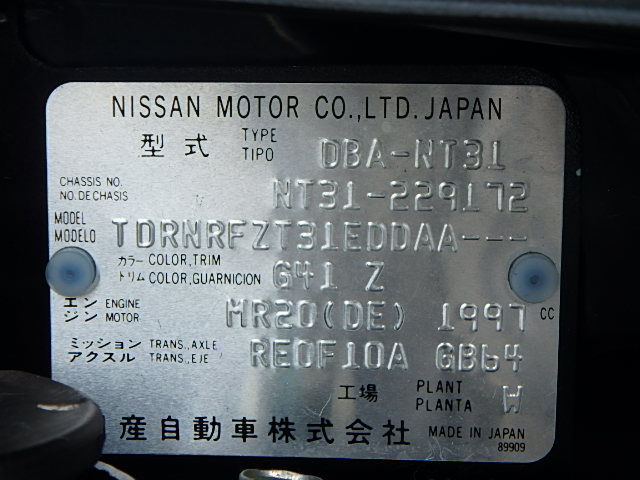 NISSAN MOTOR CO.,LTD. JAPAN
型式 TYPE TIPO DBA-NT31
CHASSIS NO. NO. DE CHASIS NT31-229172
MODEL MODELO TDRNRFZT31EDDAA---
カラー COLOR, TRIM
トリム COLOR, GUARNICION G41 Z
エンジン ENGINE MOTOR MR20(DE) 1997 CC
ミッション TRANS., AXLE
アクスル TRANS., EJE RE0F10A GB64
工場 PLANT PLANTA W
産自動車株式会社 MADE IN JAPAN
89909